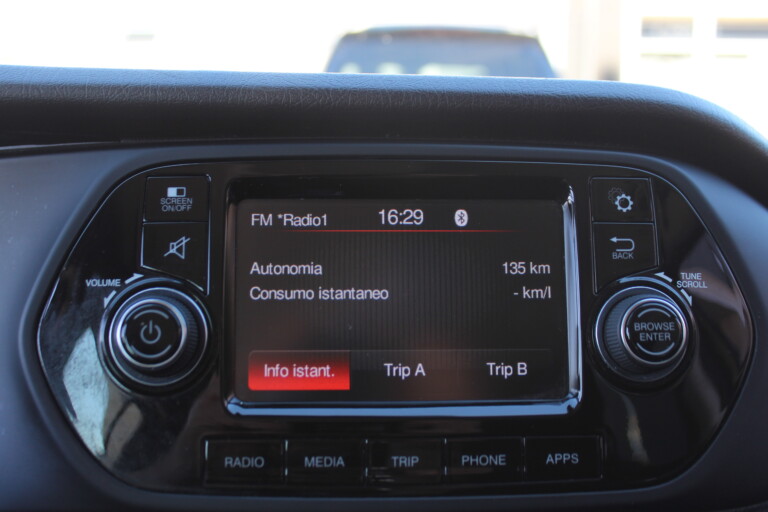 SCREEN
ON/OFF
FM *Radio1 16:29
BACK
VOLUME
TUNE
SCROLL
Autonomia 135 km
Consumo istantaneo - km/l
BROWSE
ENTER
Info istant. Trip A Trip B
RADIO MEDIA TRIP PHONE APPS